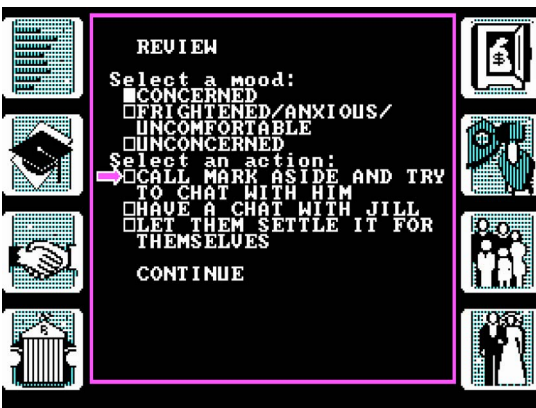 REVIEW
Select a mood:
CONCERNED
FRIGHTENED/ANXIOUS/
UNCOMFORTABLE
UNCONCERNED
Select an action:
CALL MARK ASIDE AND TRY
TO CHAT WITH HIM
HAVE A CHAT WITH JILL
LET THEM SETTLE IT FOR
THEMSELVES
CONTINUE